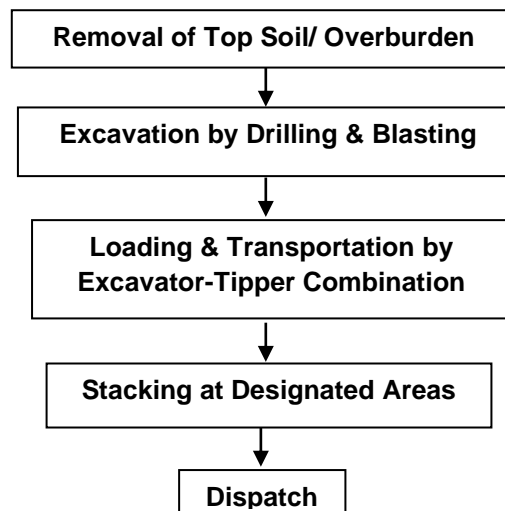 Removal of Top Soil/ Overburden
Excavation by Drilling & Blasting
Loading & Transportation by
Excavator-Tipper Combination
Stacking at Designated Areas
Dispatch